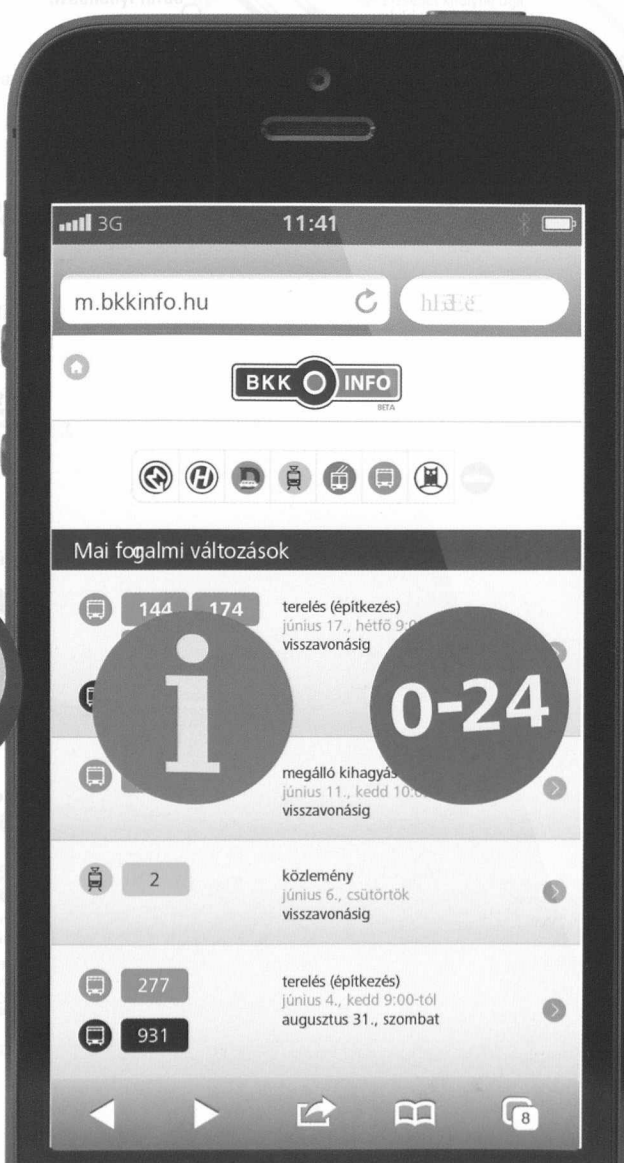 3G 11:41
m.bkkinfo.hu
BKK INFO
BETA
Mai forgalmi változások
144 174
terelés (építkezés)
június 17., hétfő 9:0
visszavonásig
i
0-24
megálló kihagyás
június 11., kedd 10:
visszavonásig
2
közlemény
június 6., csütörtök
visszavonásig
277
931
terelés (építkezés)
június 4., kedd 9:00-tól
augusztus 31., szombat
8